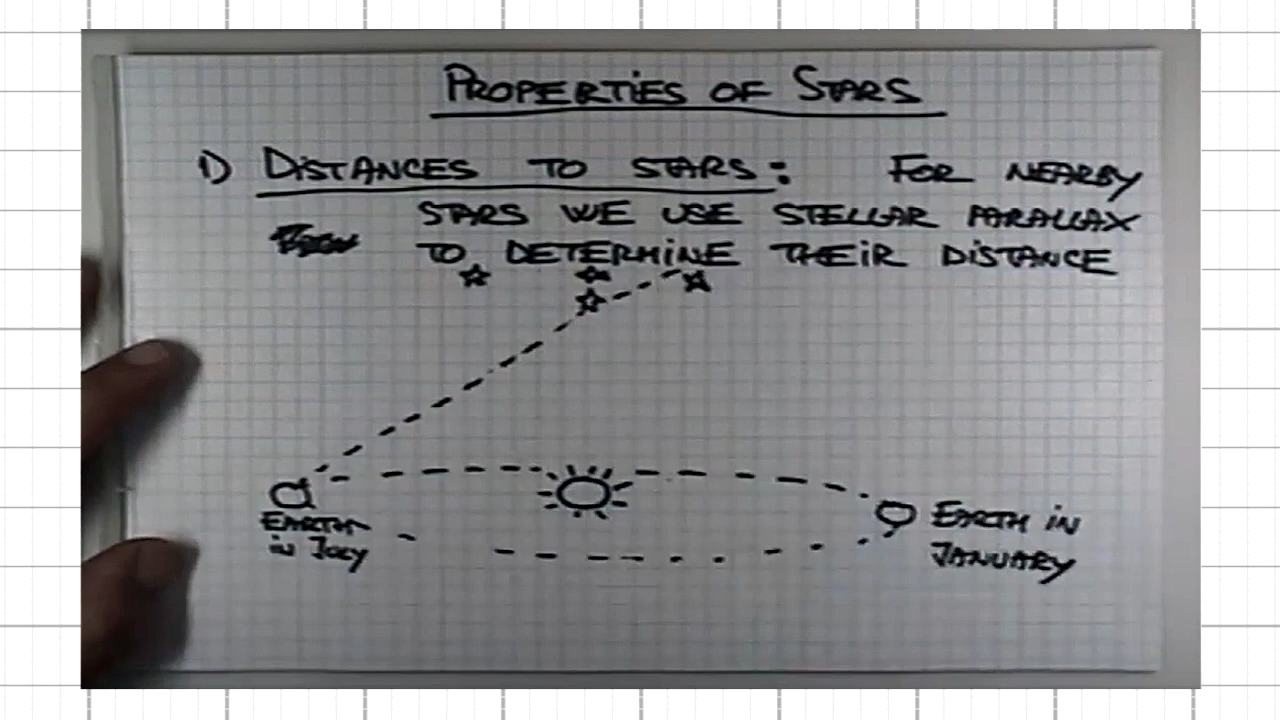 PROPERTIES OF STARS
1) DISTANCES TO STARS: FOR NEARBY
STARS WE USE STELLAR PARALLAX
TO DETERMINE THEIR DISTANCE
EARTH
IN JULY
EARTH IN
JANUARY